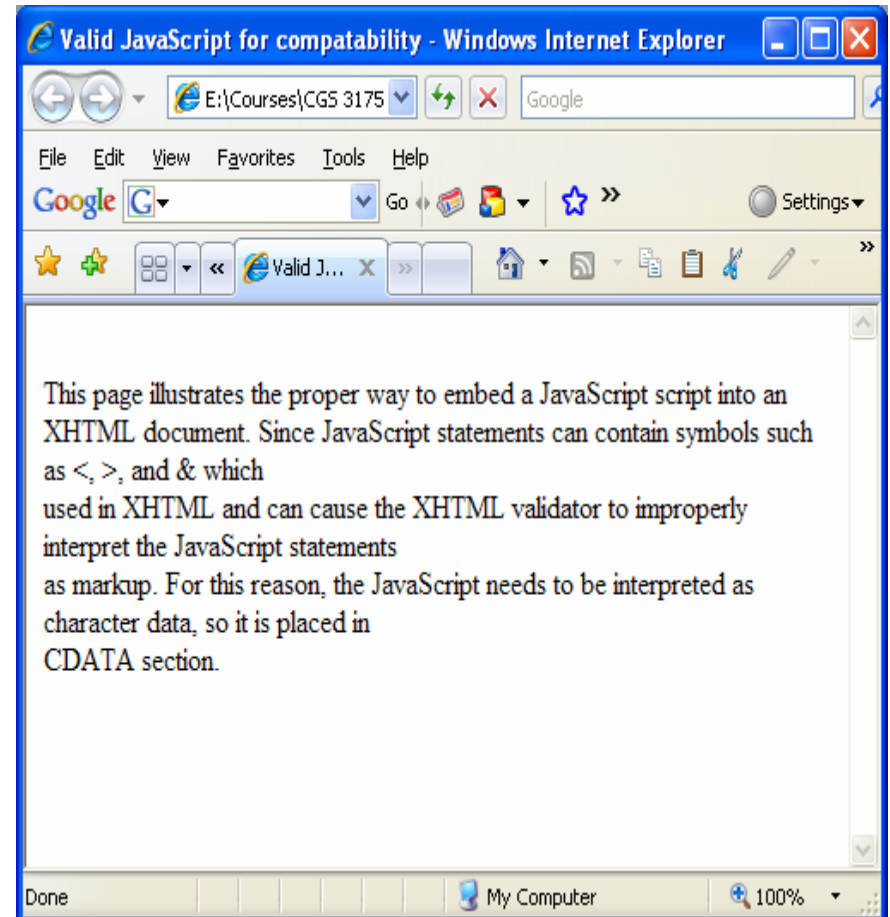 Valid JavaScript for compatability - Windows Internet Explorer
E:\Courses\CGS 3175
Google
File Edit View Favorites Tools Help
Google G Go Settings
Valid J...
This page illustrates the proper way to embed a JavaScript script into an
XHTML document. Since JavaScript statements can contain symbols such
as <, >, and & which
used in XHTML and can cause the XHTML validator to improperly
interpret the JavaScript statements
as markup. For this reason, the JavaScript needs to be interpreted as
character data, so it is placed in
CDATA section.
Done My Computer 100%